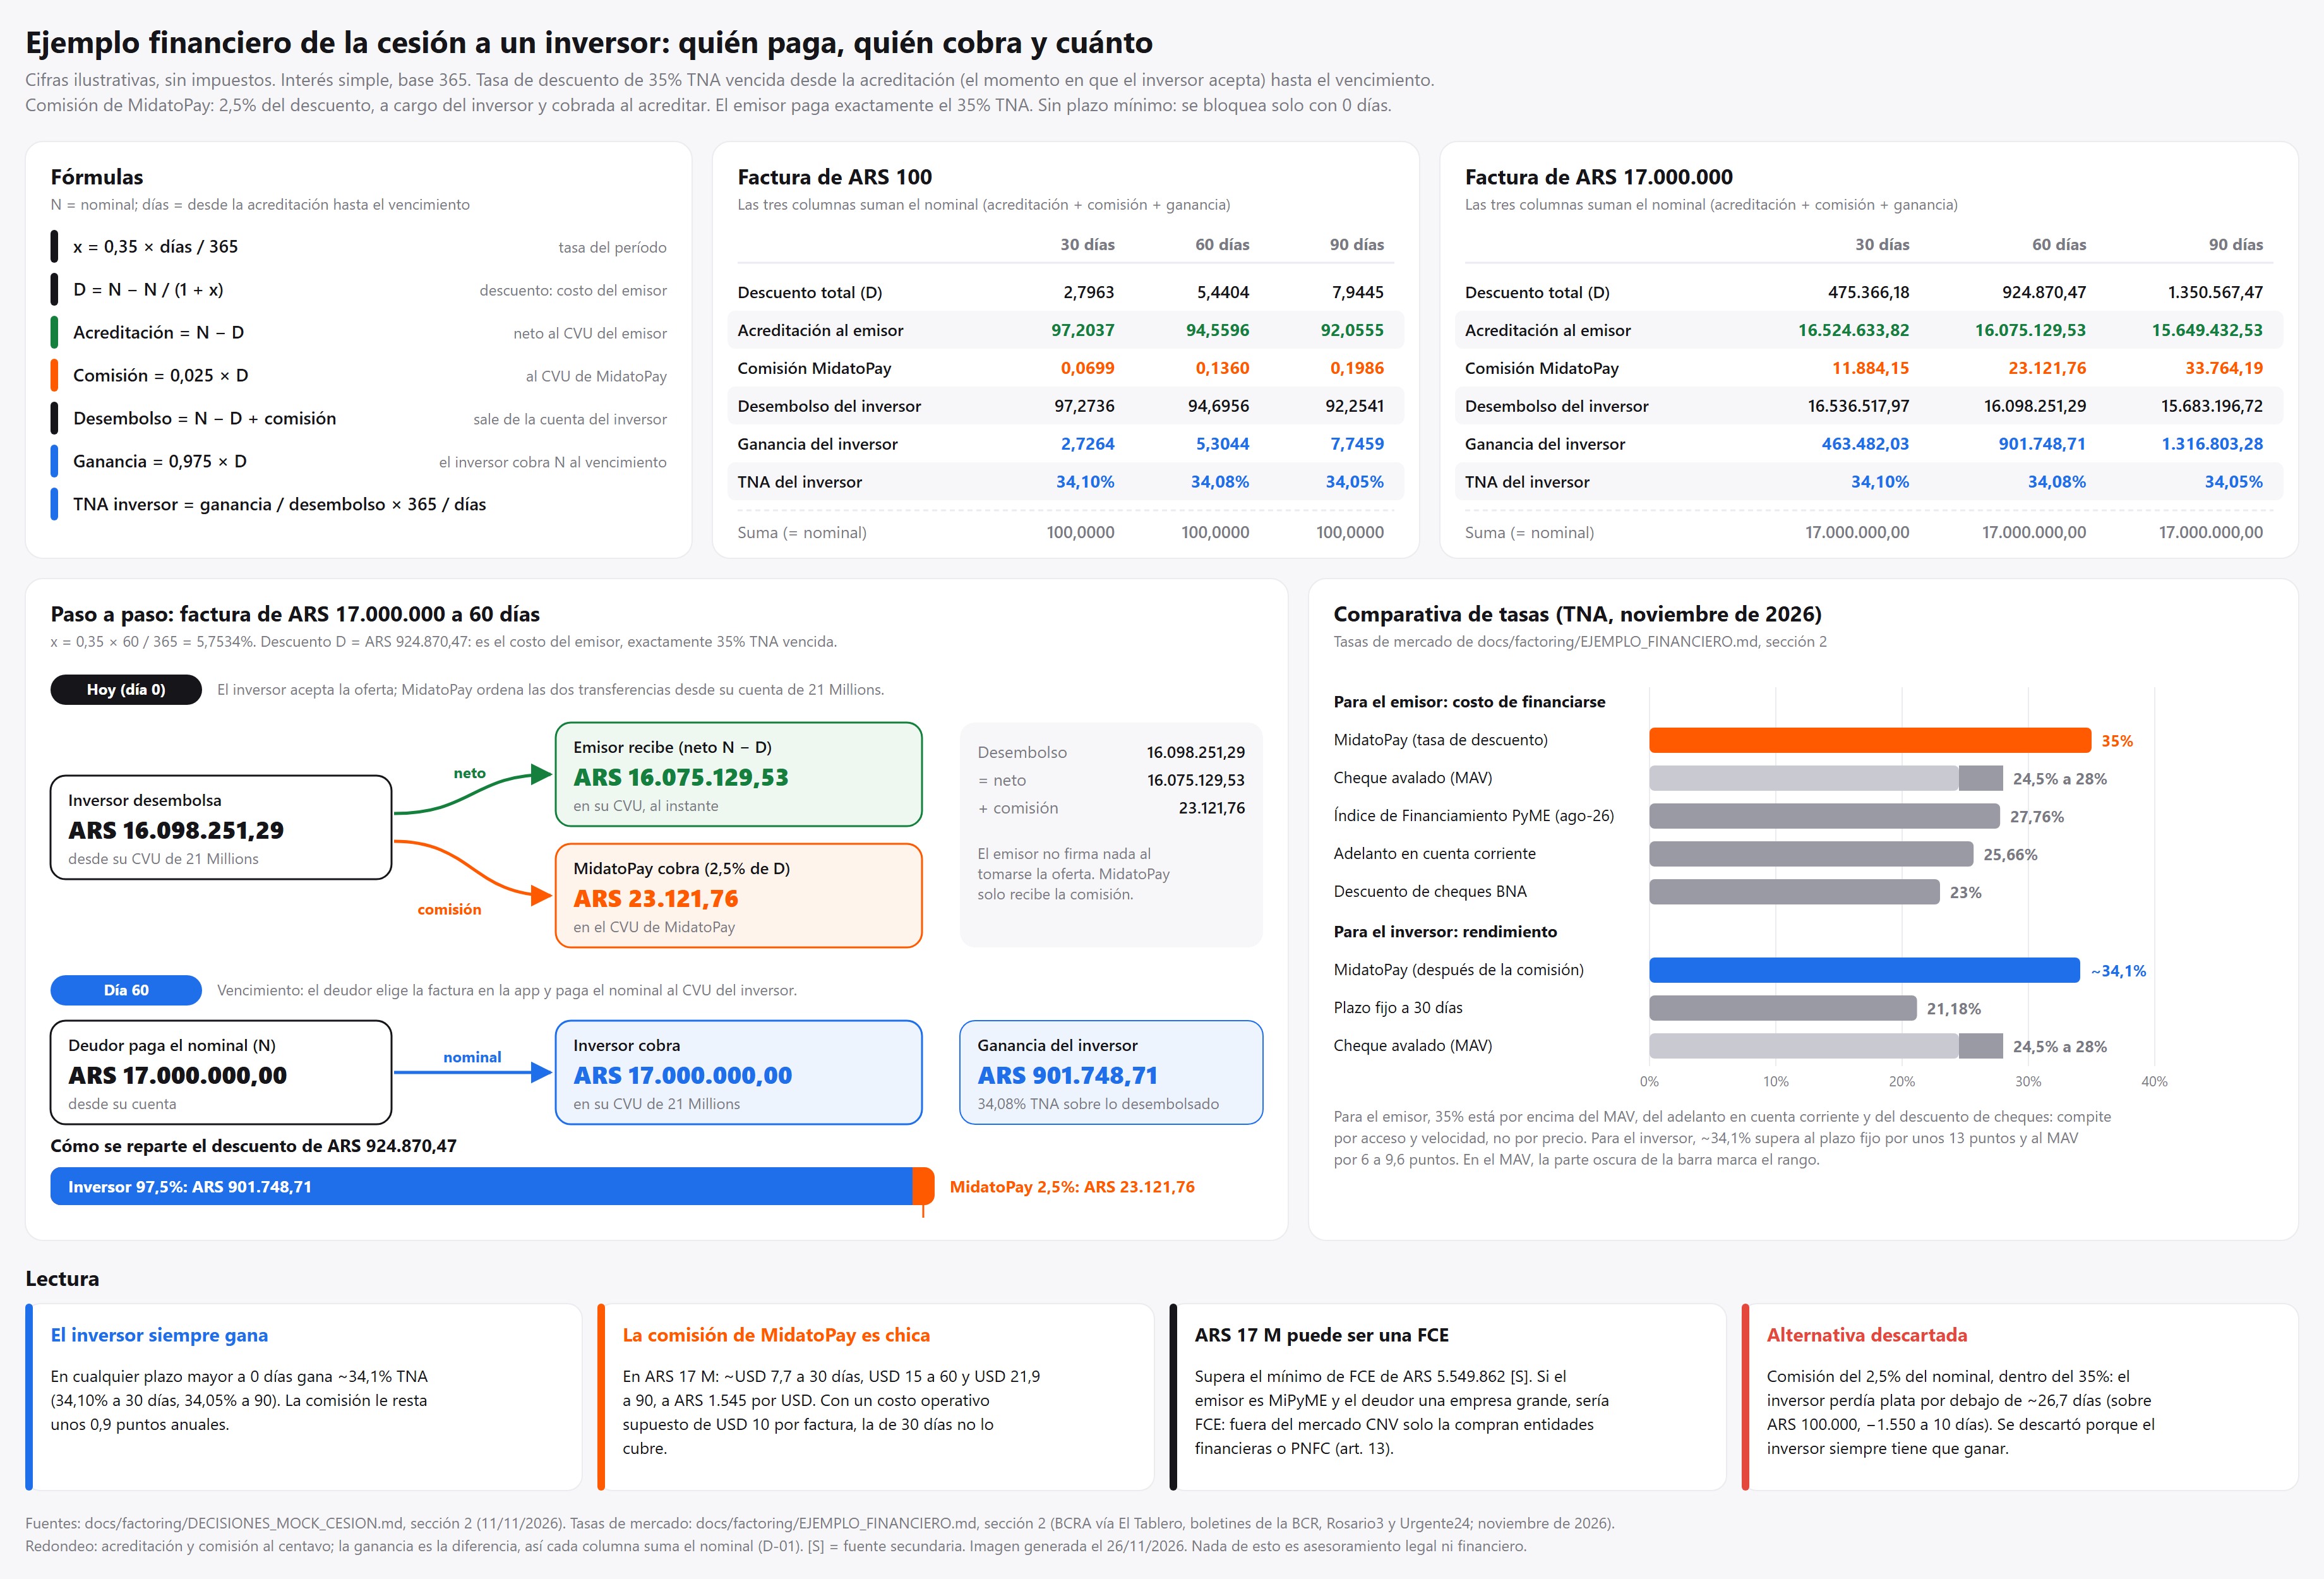 Ejemplo financiero de la cesión a un inversor: quién paga, quién cobra y cuánto
Cifras ilustrativas, sin impuestos. Interés simple, base 365. Tasa de descuento de 35% TNA vencida desde la acreditación (el momento en que el inversor acepta) hasta el vencimiento.
Comisión de MidatoPay: 2,5% del descuento, a cargo del inversor y cobrada al acreditar. El emisor paga exactamente el 35% TNA. Sin plazo mínimo: se bloquea solo con 0 días.
Fórmulas
N = nominal; días = desde la acreditación hasta el vencimiento
x = 0,35 × días / 365 tasa del período
D = N − N / (1 + x) descuento: costo del emisor
Acreditación = N − D neto al CVU del emisor
Comisión = 0,025 × D al CVU de MidatoPay
Desembolso = N − D + comisión sale de la cuenta del inversor
Ganancia = 0,975 × D el inversor cobra N al vencimiento
TNA inversor = ganancia / desembolso × 365 / días
Factura de ARS 100
Las tres columnas suman el nominal (acreditación + comisión + ganancia)
30 días 60 días 90 días
Descuento total (D) 2,7963 5,4404 7,9445
Acreditación al emisor 97,2037 94,5596 92,0555
Comisión MidatoPay 0,0699 0,1360 0,1986
Desembolso del inversor 97,2736 94,6956 92,2541
Ganancia del inversor 2,7264 5,3044 7,7459
TNA del inversor 34,10% 34,08% 34,05%
Suma (= nominal) 100,0000 100,0000 100,0000
Factura de ARS 17.000.000
Las tres columnas suman el nominal (acreditación + comisión + ganancia)
30 días 60 días 90 días
Descuento total (D) 475.366,18 924.870,47 1.350.567,47
Acreditación al emisor 16.524.633,82 16.075.129,53 15.649.432,53
Comisión MidatoPay 11.884,15 23.121,76 33.764,19
Desembolso del inversor 16.536.517,97 16.098.251,29 15.683.196,72
Ganancia del inversor 463.482,03 901.748,71 1.316.803,28
TNA del inversor 34,10% 34,08% 34,05%
Suma (= nominal) 17.000.000,00 17.000.000,00 17.000.000,00
Paso a paso: factura de ARS 17.000.000 a 60 días
x = 0,35 × 60 / 365 = 5,7534%. Descuento D = ARS 924.870,47: es el costo del emisor, exactamente 35% TNA vencida.
Hoy (día 0) El inversor acepta la oferta; MidatoPay ordena las dos transferencias desde su cuenta de 21 Millions.
Inversor desembolsa
ARS 16.098.251,29
desde su CVU de 21 Millions
neto
comisión
Emisor recibe (neto N − D)
ARS 16.075.129,53
en su CVU, al instante
MidatoPay cobra (2,5% de D)
ARS 23.121,76
en el CVU de MidatoPay
Desembolso 16.098.251,29
= neto 16.075.129,53
+ comisión 23.121,76
El emisor no firma nada al
tomarse la oferta. MidatoPay
solo recibe la comisión.
Día 60 Vencimiento: el deudor elige la factura en la app y paga el nominal al CVU del inversor.
Deudor paga el nominal (N)
ARS 17.000.000,00
desde su cuenta
nominal
Inversor cobra
ARS 17.000.000,00
en su CVU de 21 Millions
Ganancia del inversor
ARS 901.748,71
34,08% TNA sobre lo desembolsado
Cómo se reparte el descuento de ARS 924.870,47
Inversor 97,5%: ARS 901.748,71 MidatoPay 2,5%: ARS 23.121,76
Comparativa de tasas (TNA, noviembre de 2026)
Tasas de mercado de docs/factoring/EJEMPLO_FINANCIERO.md, sección 2
Para el emisor: costo de financiarse
MidatoPay (tasa de descuento) 35%
Cheque avalado (MAV) 24,5% a 28%
Índice de Financiamiento PyME (ago-26) 27,76%
Adelanto en cuenta corriente 25,66%
Descuento de cheques BNA 23%
Para el inversor: rendimiento
MidatoPay (después de la comisión) ~34,1%
Plazo fijo a 30 días 21,18%
Cheque avalado (MAV) 24,5% a 28%
0% 10% 20% 30% 40%
Para el emisor, 35% está por encima del MAV, del adelanto en cuenta corriente y del descuento de cheques: compite
por acceso y velocidad, no por precio. Para el inversor, ~34,1% supera al plazo fijo por unos 13 puntos y al MAV
por 6 a 9,6 puntos. En el MAV, la parte oscura de la barra marca el rango.
Lectura
El inversor siempre gana
En cualquier plazo mayor a 0 días gana ~34,1% TNA
(34,10% a 30 días, 34,05% a 90). La comisión le resta
unos 0,9 puntos anuales.
La comisión de MidatoPay es chica
En ARS 17 M: ~USD 7,7 a 30 días, USD 15 a 60 y USD 21,9
a 90, a ARS 1.545 por USD. Con un costo operativo
supuesto de USD 10 por factura, la de 30 días no lo
cubre.
ARS 17 M puede ser una FCE
Supera el mínimo de FCE de ARS 5.549.862 [S]. Si el
emisor es MiPyME y el deudor una empresa grande, sería
FCE: fuera del mercado CNV solo la compran entidades
financieras o PNFC (art. 13).
Alternativa descartada
Comisión del 2,5% del nominal, dentro del 35%: el
inversor perdía plata por debajo de ~26,7 días (sobre
ARS 100.000, −1.550 a 10 días). Se descartó porque el
inversor siempre tiene que ganar.
Fuentes: docs/factoring/DECISIONES_MOCK_CESION.md, sección 2 (11/11/2026). Tasas de mercado: docs/factoring/EJEMPLO_FINANCIERO.md, sección 2 (BCRA vía El Tablero, boletines de la BCR, Rosario3 y Urgente24; noviembre de 2026).
Redondeo: acreditación y comisión al centavo; la ganancia es la diferencia, así cada columna suma el nominal (D-01). [S] = fuente secundaria. Imagen generada el 26/11/2026. Nada de esto es asesoramiento legal ni financiero.